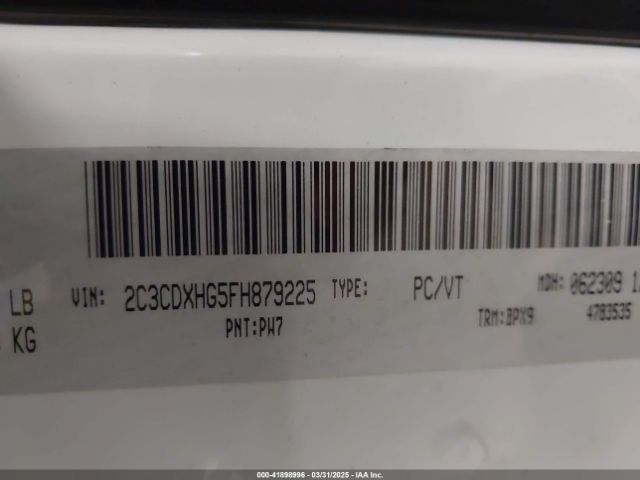 LB VIN: 2C3CDXHG5FH879225 TYPE: PC/VT MDH: 062309
KG PNT:PW7 TRM:BPX9 4783535
000-41898996 - 03/31/2025 - IAA Inc.